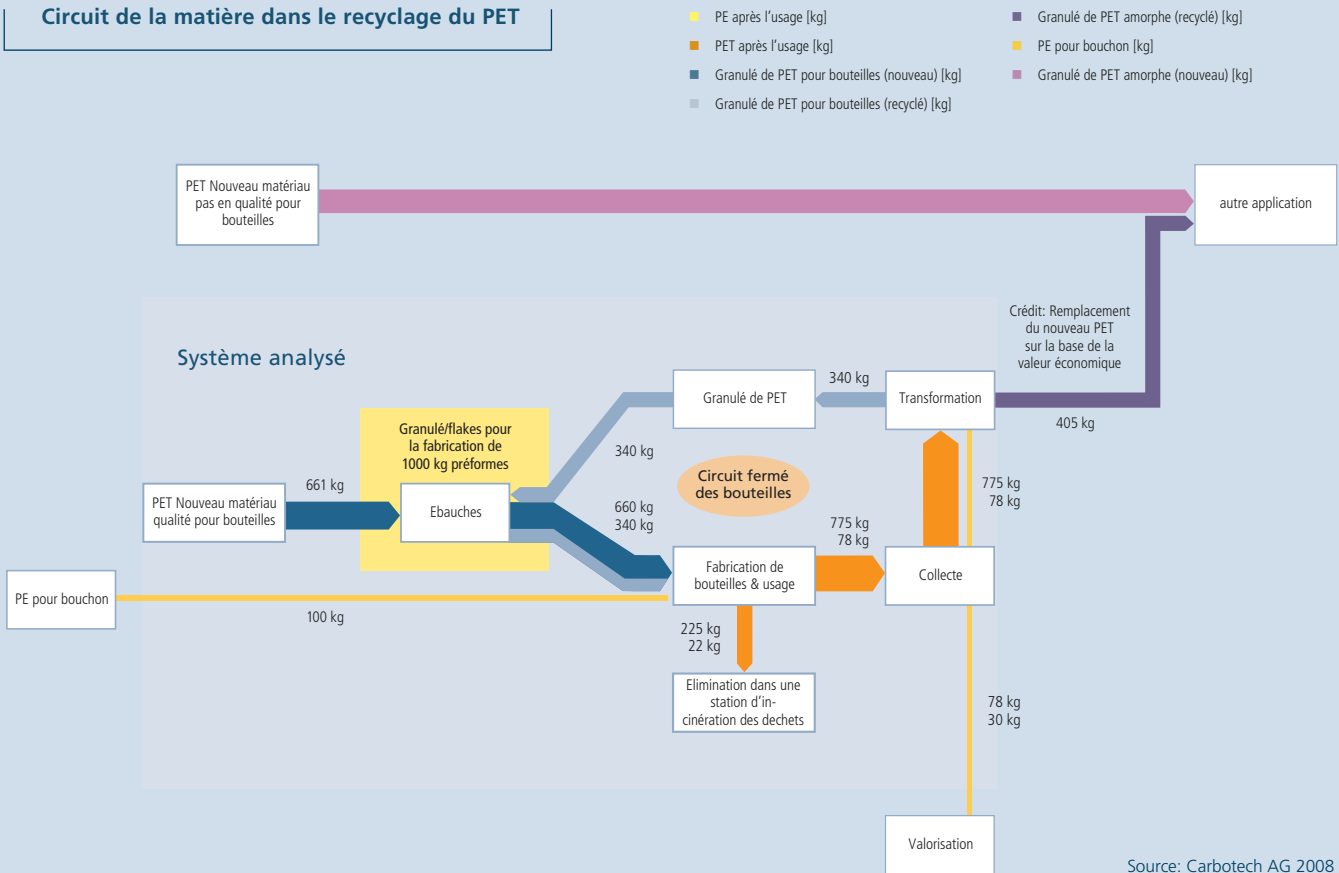 Circuit de la matière dans le recyclage du PET
PE après l'usage [kg]
PET après l'usage [kg]
Granulé de PET pour bouteilles (nouveau) [kg]
Granulé de PET pour bouteilles (recyclé) [kg]
Granulé de PET amorphe (recyclé) [kg]
PE pour bouchon [kg]
Granulé de PET amorphe (nouveau) [kg]
PET Nouveau matériau
pas en qualité pour
bouteilles
autre application
Crédit: Remplacement
du nouveau PET
sur la base de la
valeur économique
Système analysé
Granulé de PET
340 kg
Transformation
405 kg
Granulé/flakes pour
la fabrication de
1000 kg préformes
340 kg
Circuit fermé
des bouteilles
661 kg
PET Nouveau matériau
qualité pour bouteilles
Ebauches
660 kg
340 kg
775 kg
78 kg
775 kg
78 kg
Fabrication de
bouteilles & usage
Collecte
PE pour bouchon
100 kg
225 kg
22 kg
Elimination dans une
station d'in-
cinération des dechets
78 kg
30 kg
Valorisation
Source: Carbotech AG 2008